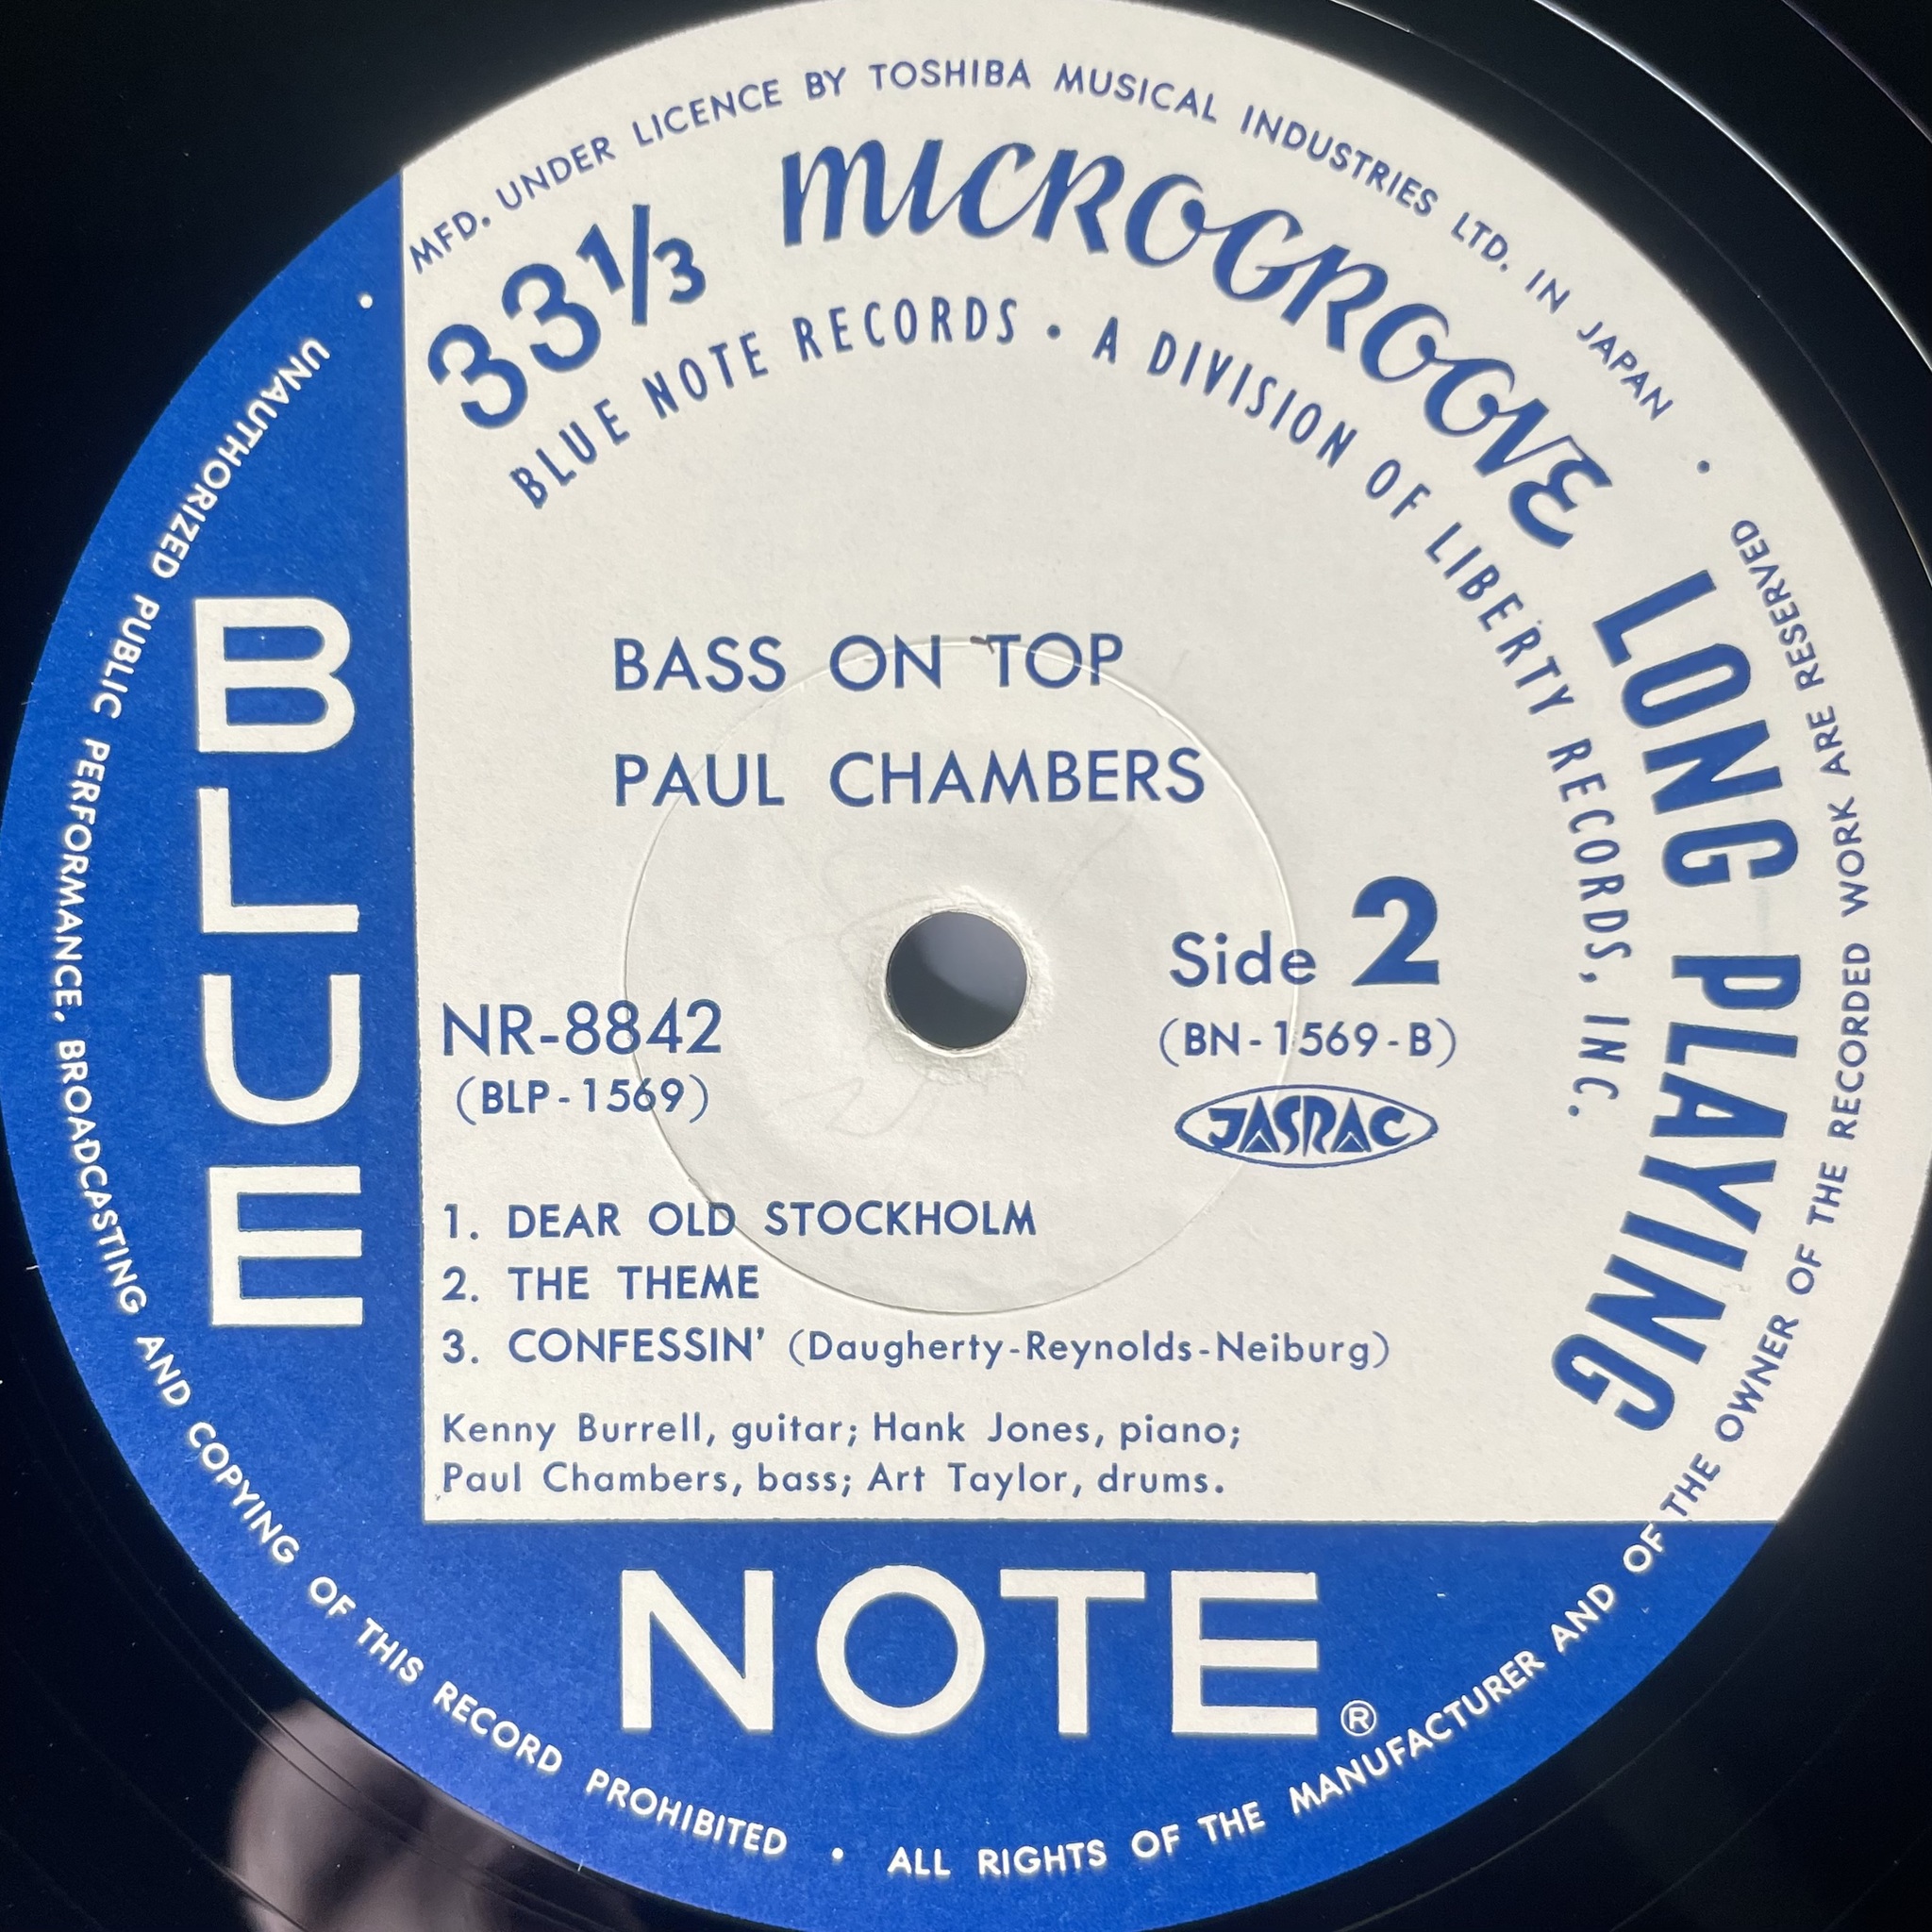 MFD. UNDER LICENCE BY TOSHIBA MUSICAL INDUSTRIES LTD. IN JAPAN •
33 1/3 MICROGROOVE LONG PLAYING
BLUE NOTE RECORDS • A DIVISION OF LIBERTY RECORDS, INC.
BASS ON TOP
PAUL CHAMBERS
Side 2
(BN-1569-B)
JASRAC
NR-8842
(BLP-1569)
1. DEAR OLD STOCKHOLM
2. THE THEME
3. CONFESSIN' (Daugherty-Reynolds-Neiburg)
Kenny Burrell, guitar; Hank Jones, piano;
Paul Chambers, bass; Art Taylor, drums.
BLUE
NOTE®
• UNAUTHORIZED PUBLIC PERFORMANCE, BROADCASTING AND COPYING OF THIS RECORD PROHIBITED • ALL RIGHTS OF THE MANUFACTURER AND OF THE OWNER OF THE RECORDED WORK ARE RESERVED